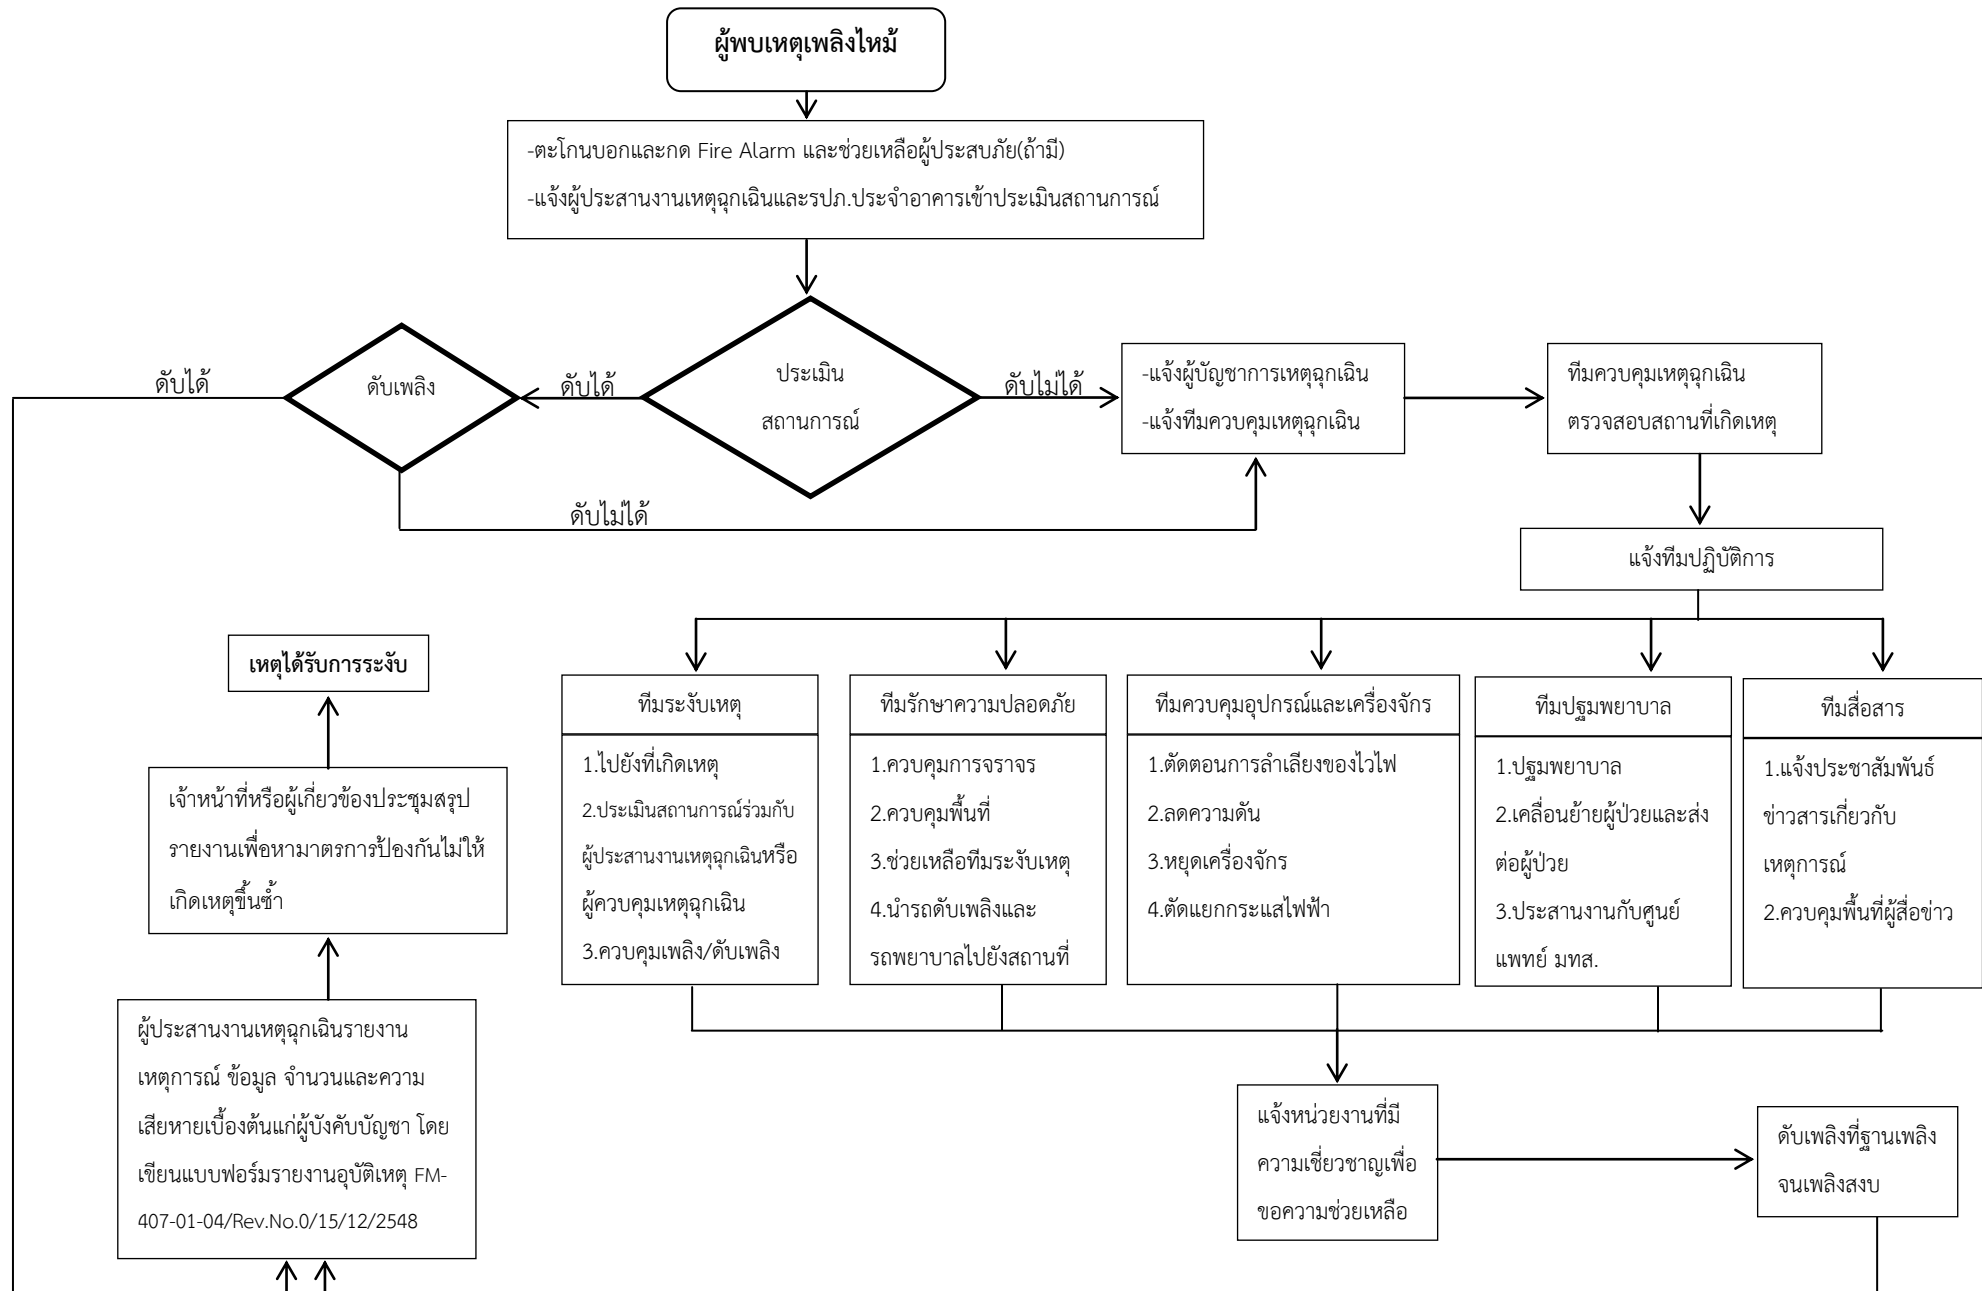 ผู้พบเหตุเพลิงไหม้
-ตะโกนบอกและกด Fire Alarm และช่วยเหลือผู้ประสบภัย(ถ้ามี)
-แจ้งผู้ประสานงานเหตุฉุกเฉินและรปภ.ประจำอาคารเข้าประเมินสถานการณ์
ดับได้
ดับเพลิง
ดับได้
ประเมิน
สถานการณ์
ดับไม่ได้
-แจ้งผู้บัญชาการเหตุฉุกเฉิน
-แจ้งทีมควบคุมเหตุฉุกเฉิน
ทีมควบคุมเหตุฉุกเฉิน
ตรวจสอบสถานที่เกิดเหตุ
ดับไม่ได้
แจ้งทีมปฏิบัติการ
เหตุได้รับการระงับ
ทีมระงับเหตุ
1.ไปยังที่เกิดเหตุ
2.ประเมินสถานการณ์ร่วมกับ
ผู้ประสานงานเหตุฉุกเฉินหรือ
ผู้ควบคุมเหตุฉุกเฉิน
3.ควบคุมเพลิง/ดับเพลิง
ทีมรักษาความปลอดภัย
1.ควบคุมการจราจร
2.ควบคุมพื้นที่
3.ช่วยเหลือทีมระงับเหตุ
4.นำรถดับเพลิงและ
รถพยาบาลไปยังสถานที่
ทีมควบคุมอุปกรณ์และเครื่องจักร
1.ตัดตอนการลำเลียงของไวไฟ
2.ลดความดัน
3.หยุดเครื่องจักร
4.ตัดแยกกระแสไฟฟ้า
ทีมปฐมพยาบาล
1.ปฐมพยาบาล
2.เคลื่อนย้ายผู้ป่วยและส่ง
ต่อผู้ป่วย
3.ประสานงานกับศูนย์
แพทย์ มทส.
ทีมสื่อสาร
1.แจ้งประชาสัมพันธ์
ข่าวสารเกี่ยวกับ
เหตุการณ์
2.ควบคุมพื้นที่ผู้สื่อข่าว
เจ้าหน้าที่หรือผู้เกี่ยวข้องประชุมสรุป
รายงานเพื่อหามาตรการป้องกันไม่ให้
เกิดเหตุขึ้นซ้ำ
ผู้ประสานงานเหตุฉุกเฉินรายงาน
เหตุการณ์ ข้อมูล จำนวนและความ
เสียหายเบื้องต้นแก่ผู้บังคับบัญชา โดย
เขียนแบบฟอร์มรายงานอุบัติเหตุ FM-
407-01-04/Rev.No.0/15/12/2548
แจ้งหน่วยงานที่มี
ความเชี่ยวชาญเพื่อ
ขอความช่วยเหลือ
ดับเพลิงที่ฐานเพลิง
จนเพลิงสงบ